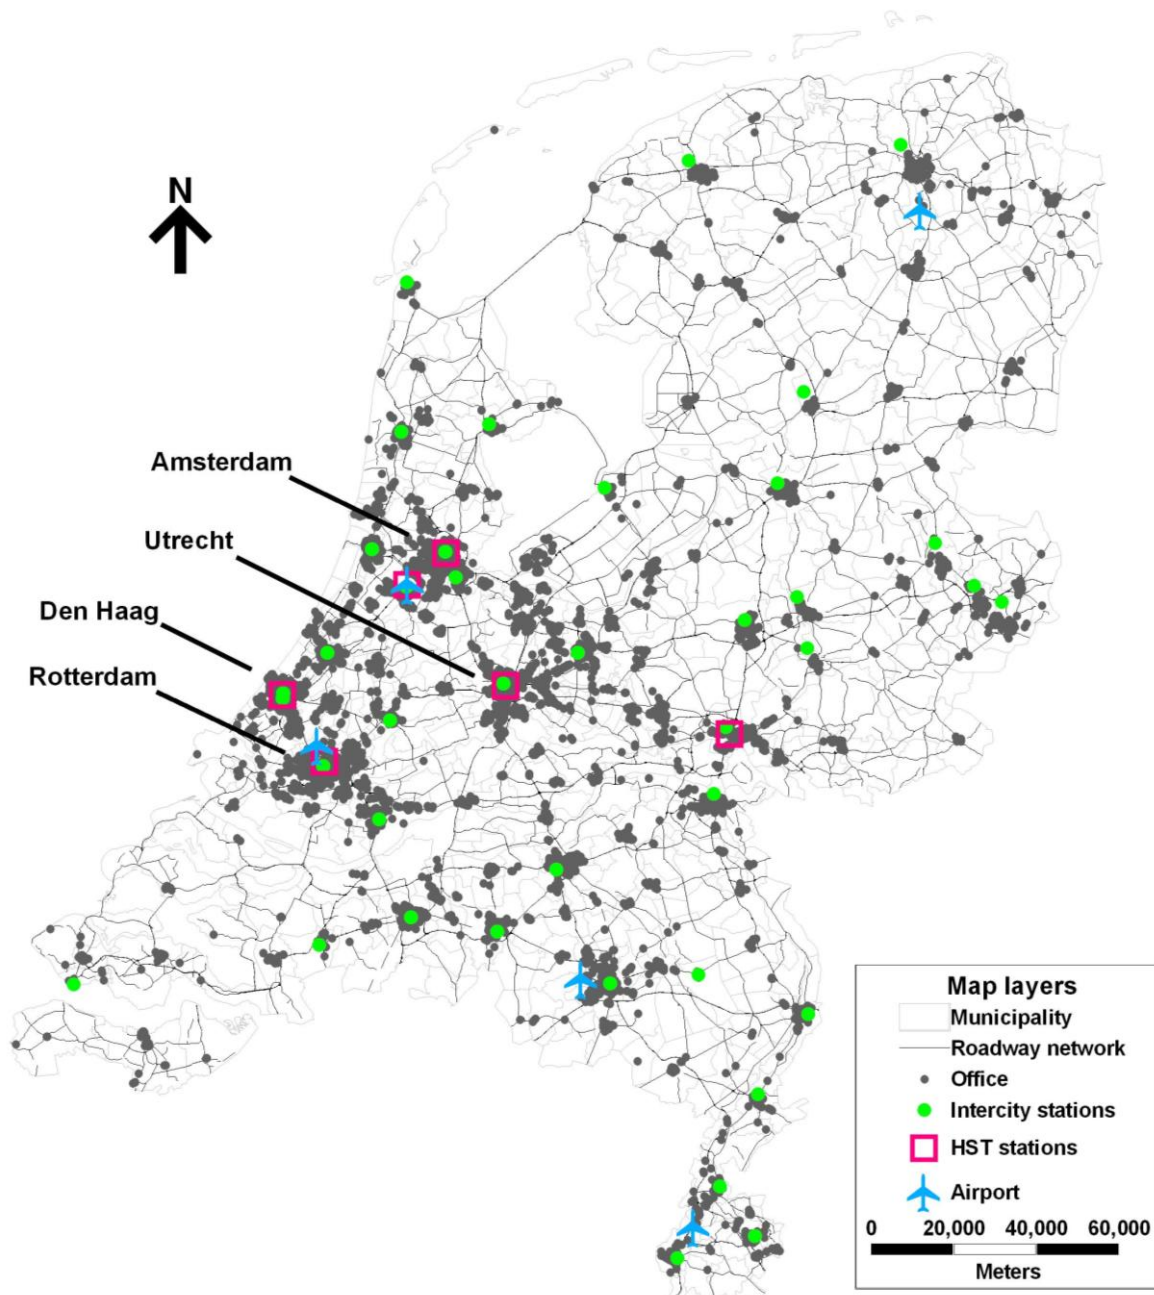 N
Amsterdam
Utrecht
Den Haag
Rotterdam
Map layers
Municipality
Roadway network
Office
Intercity stations
HST stations
Airport
0 20,000 40,000 60,000
Meters